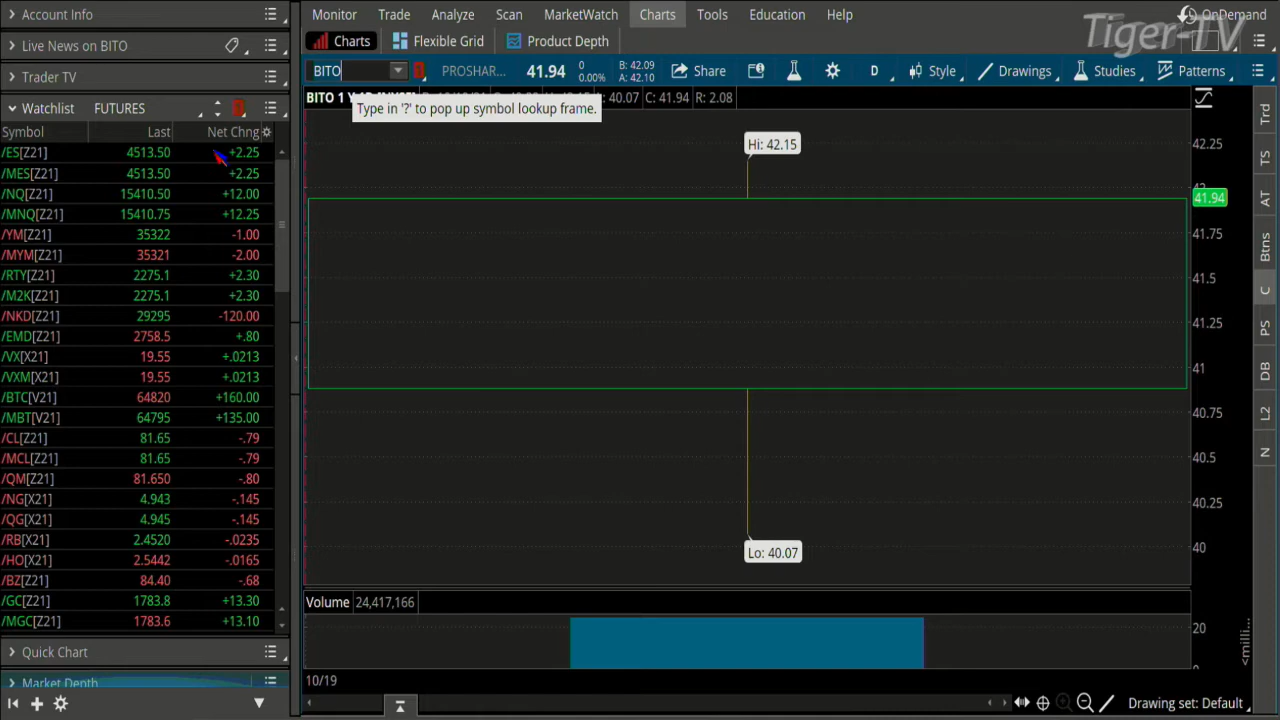 Account Info
Live News on BITO
Trader TV
Watchlist FUTURES
Symbol Last Net Chng
/ES[Z21] 4513.50 +2.25
/MES[Z21] 4513.50 +2.25
/NQ[Z21] 15410.50 +12.00
/MNQ[Z21] 15410.75 +12.25
/YM[Z21] 35322 -1.00
/MYM[Z21] 35321 -2.00
/RTY[Z21] 2275.1 +2.30
/M2K[Z21] 2275.1 +2.30
/NKD[Z21] 29295 -120.00
/EMD[Z21] 2758.5 +.80
/VX[X21] 19.55 +.0213
/VXM[X21] 19.55 +.0213
/BTC[V21] 64820 +160.00
/MBT[V21] 64795 +135.00
/CL[Z21] 81.65 -.79
/MCL[Z21] 81.65 -.79
/QM[Z21] 81.650 -.80
/NG[X21] 4.943 -.145
/QG[X21] 4.945 -.145
/RB[X21] 2.4520 -.0235
/HO[X21] 2.5442 -.0165
/BZ[Z21] 84.40 -.68
/GC[Z21] 1783.8 +13.30
/MGC[Z21] 1783.6 +13.10
Quick Chart
Market Depth
Monitor Trade Analyze Scan MarketWatch Charts Tools Education Help
OnDemand
Tiger-TV
Charts Flexible Grid Product Depth
BITO 1 PROSHAR... 41.94 0 B: 42.09
0.00% A: 42.10
Share D Style Drawings Studies Patterns
BITO 1 Y 1D
: 40.07 C: 41.94 R: 2.08
Type in '?' to pop up symbol lookup frame.
Hi: 42.15
42.25
42
41.94
41.75
41.5
41.25
41
40.75
40.5
40.25
40
Lo: 40.07
Volume 24,417,166
20
0
<milli...
10/19
Drawing set: Default
Trd
TS
AT
Btns
C
PS
DB
L2
N